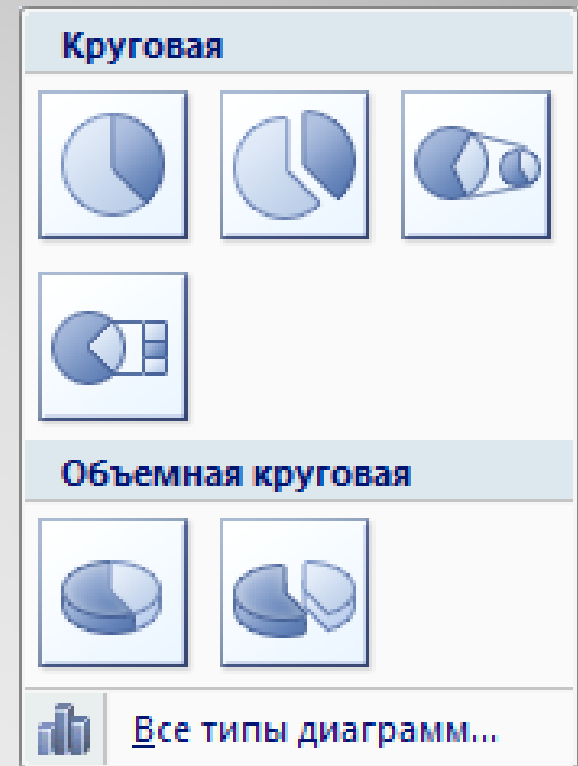 Круговая
Объемная круговая
Все типы диаграмм...